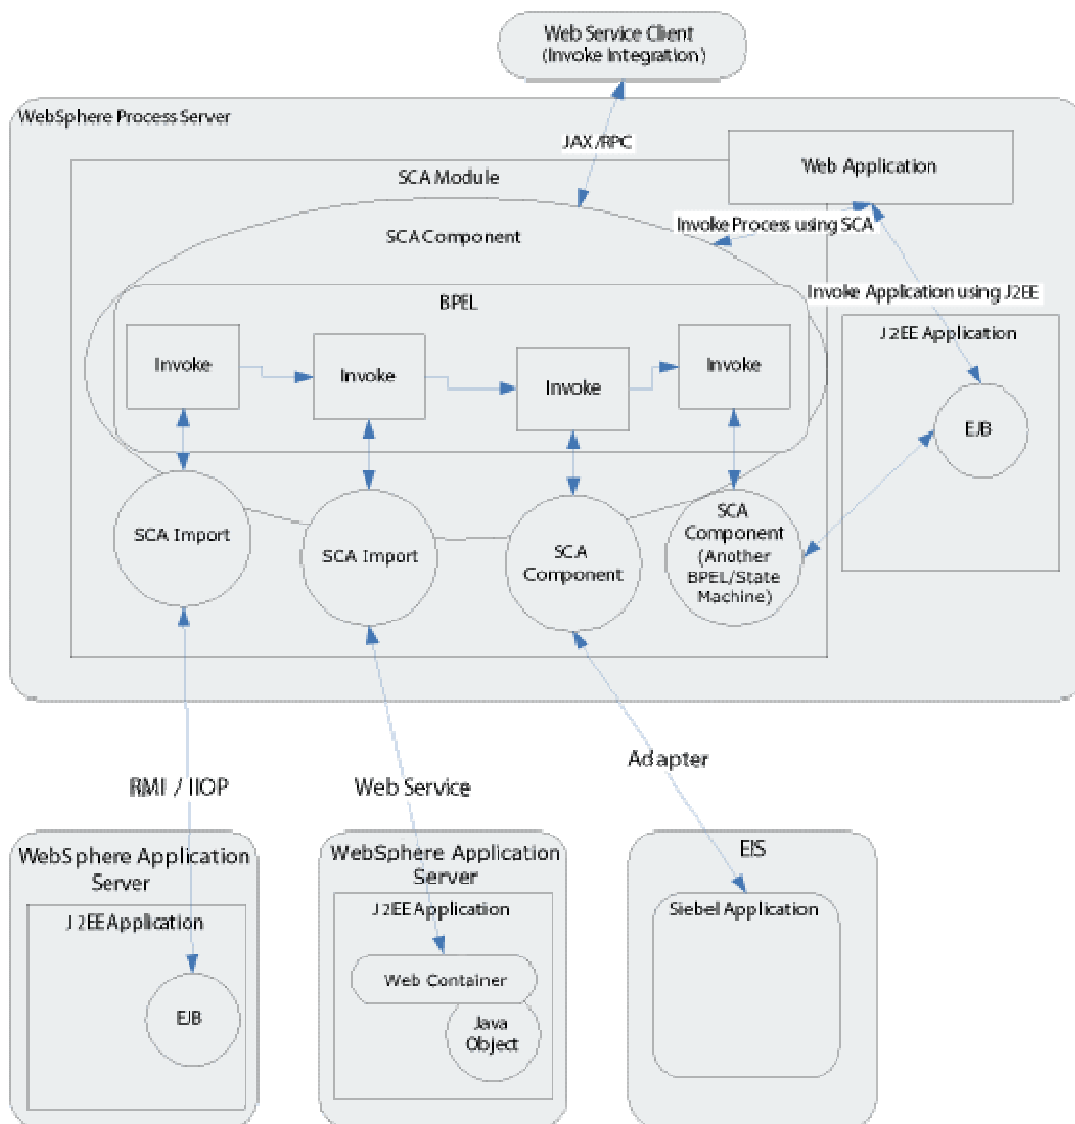 Web Service Client
(Invoke Integration)
WebSphere Process Server
JAX/RPC
Web Application
SCA Module
Invoke Process using SCA
SCA Component
Invoke Application using J2EE
BPEL
J2EE Application
Invoke
Invoke
Invoke
Invoke
EJB
SCA Import
SCA Import
SCA
Component
SCA
Component
(Another
BPEL/State
Machine)
Adapter
RMI / IIOP
Web Service
WebSphere Application
Server
J2EE Application
EJB
WebSphere Application
Server
J2EE Application
Web Container
Java
Object
EIS
Siebel Application